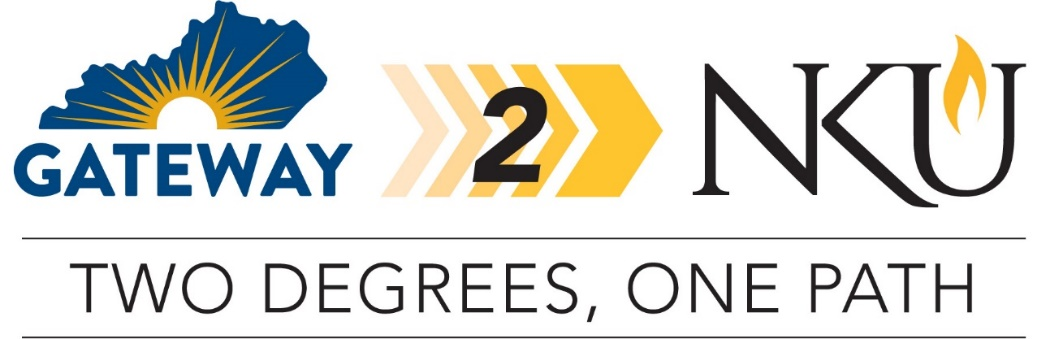 GATEWAY 2 NKU
TWO DEGREES, ONE PATH